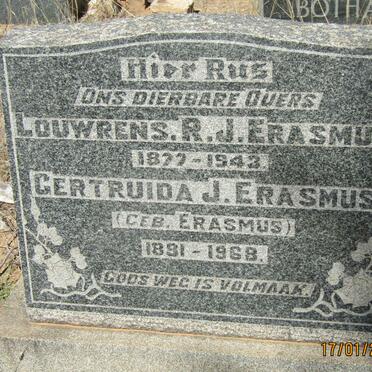 BOTHA
Hier Rus
ONS DIERBARE OUERS
LOUWRENS. R. J. ERASMU
1877-1943.
GERTRUIDA J. ERASMUS
(GEB. ERASMUS)
1891-1968.
GODS WEG IS VOLMAAK.
17/01/2